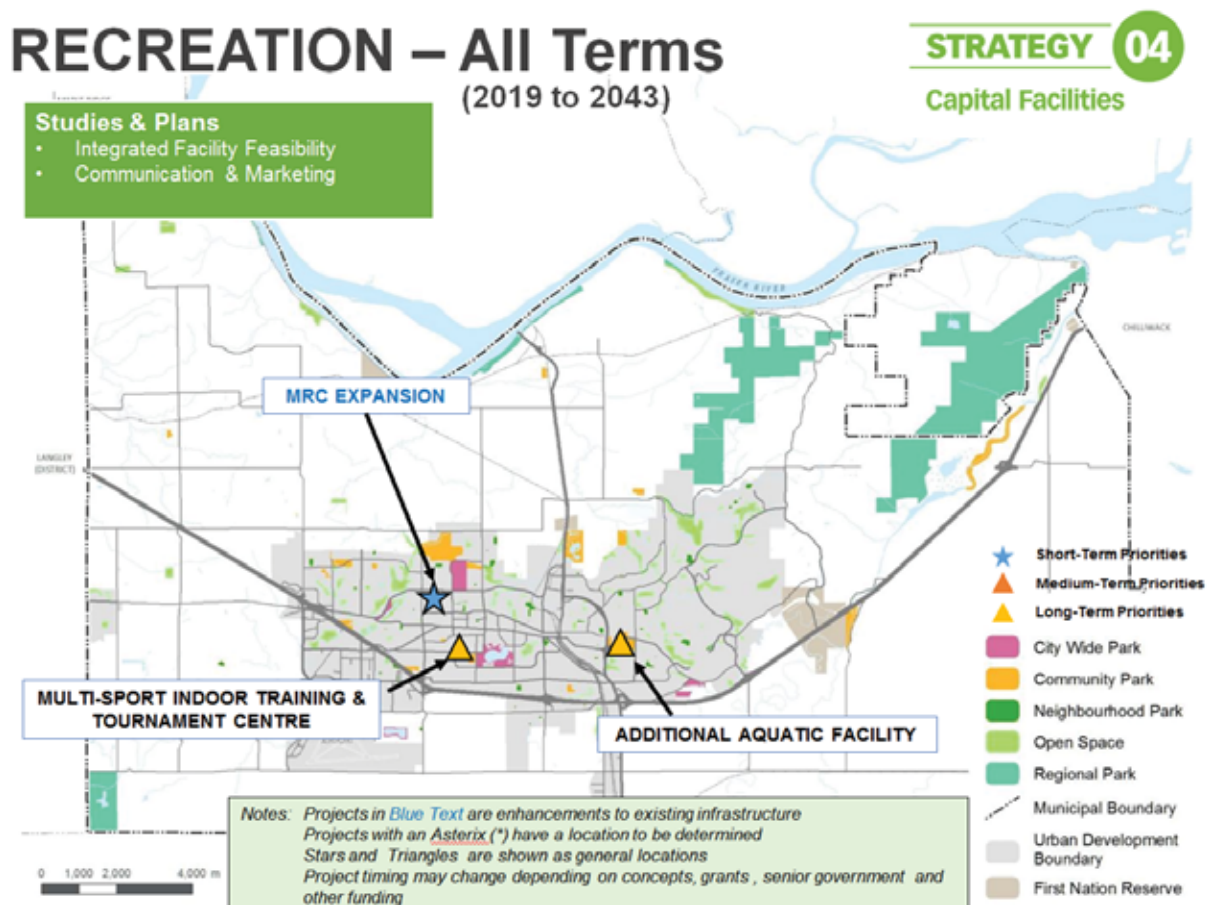 RECREATION – All Terms
(2019 to 2043)
STRATEGY 04
Capital Facilities
Studies & Plans
• Integrated Facility Feasibility
• Communication & Marketing
FRASER RIVER
CHILLIWACK
MRC EXPANSION
LANGLEY
(DISTRICT)
MULTI-SPORT INDOOR TRAINING &
TOURNAMENT CENTRE
ADDITIONAL AQUATIC FACILITY
Short-Term Priorities
Medium-Term Priorities
Long-Term Priorities
City Wide Park
Community Park
Neighbourhood Park
Open Space
Regional Park
Municipal Boundary
Urban Development
Boundary
First Nation Reserve
Notes: Projects in Blue Text are enhancements to existing infrastructure
Projects with an Asterix (*) have a location to be determined
Stars and Triangles are shown as general locations
Project timing may change depending on concepts, grants , senior government and
other funding
0 1,000 2,000 4,000 m